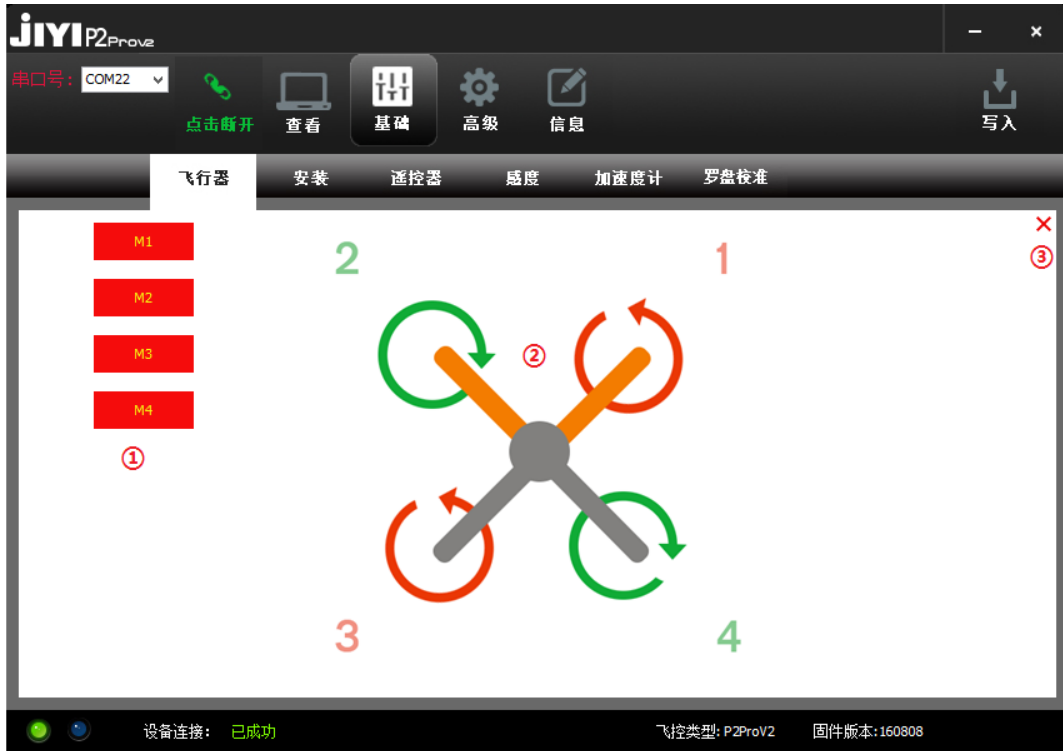 JIYI P2Prov2
串口号: COM22
点击断开 查看 基础 高级 信息 写入
飞行器 安装 遥控器 感度 加速度计 罗盘校准
M1
M2
M3
M4
①
2 1
②
③
3 4
设备连接: 已成功 飞控类型: P2ProV2 固件版本:160808